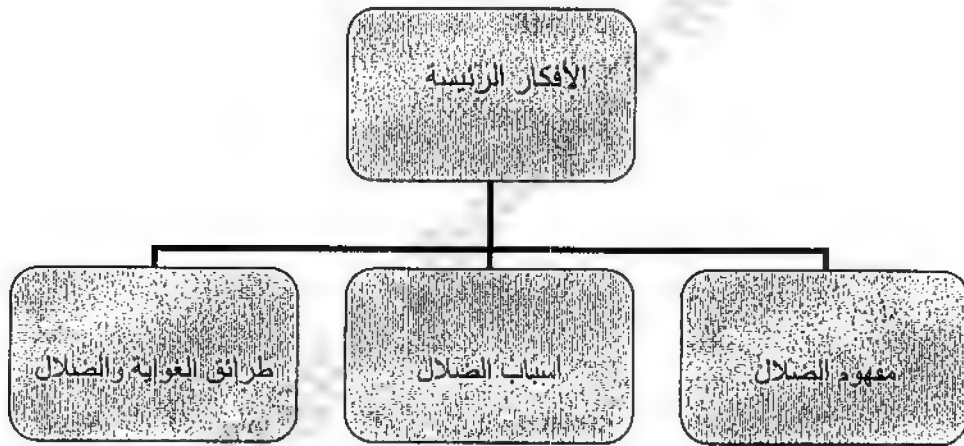 الأفكار الرئيسة
مفهوم الضلال
أسباب الضلال
طرائق الغواية والضلال